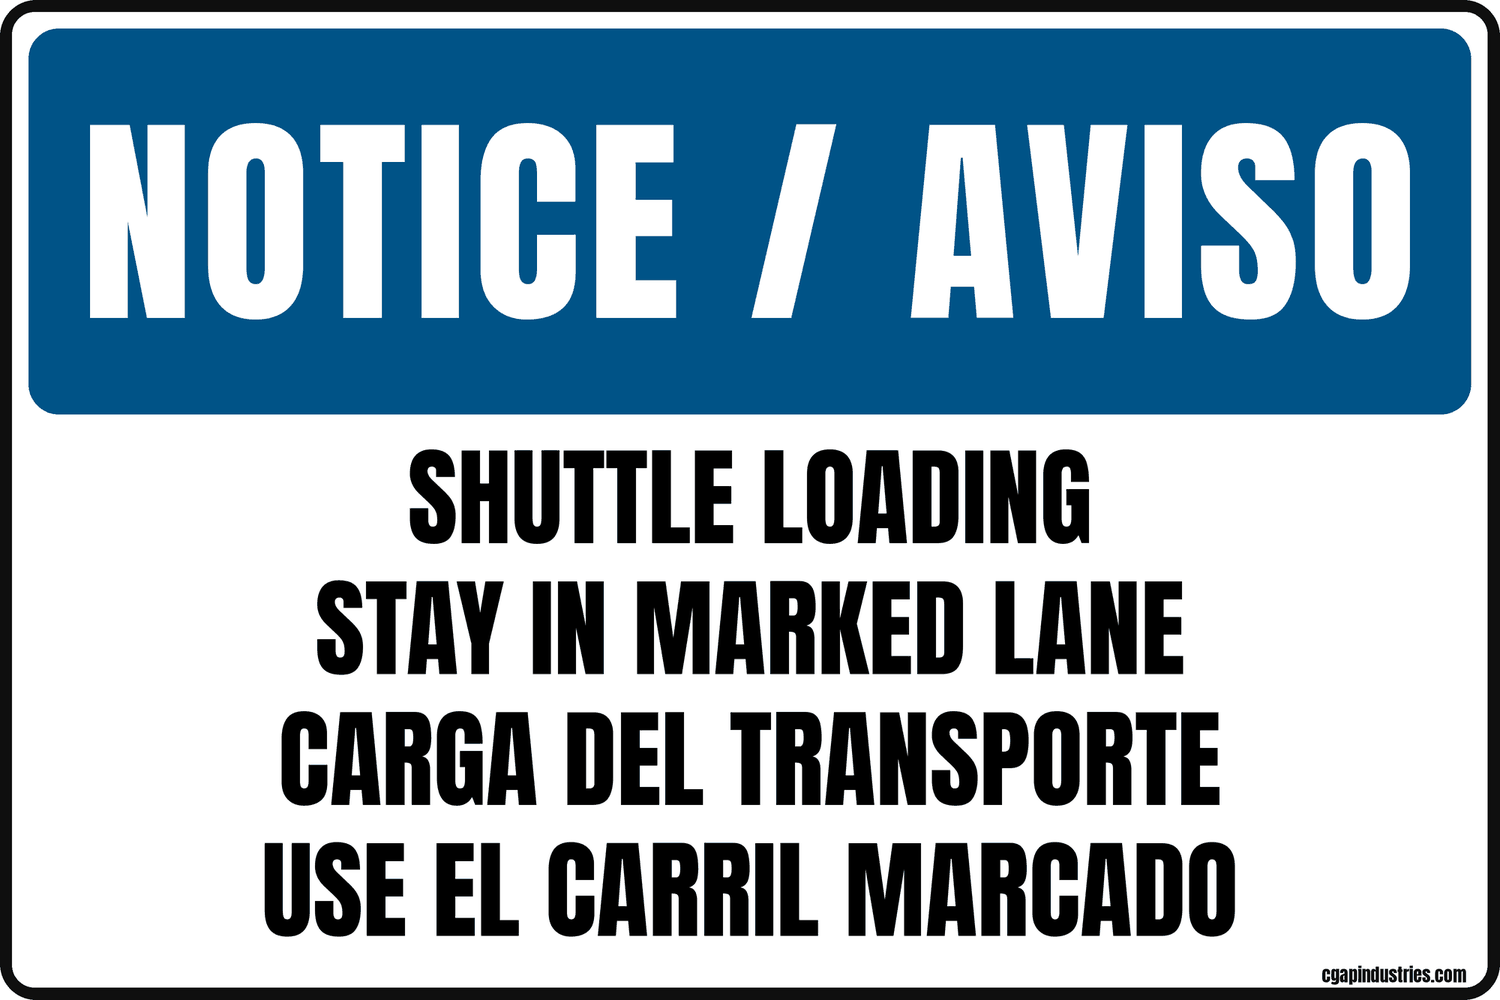 NOTICE / AVISO
SHUTTLE LOADING
STAY IN MARKED LANE
CARGA DEL TRANSPORTE
USE EL CARRIL MARCADO
cgapindustries.com